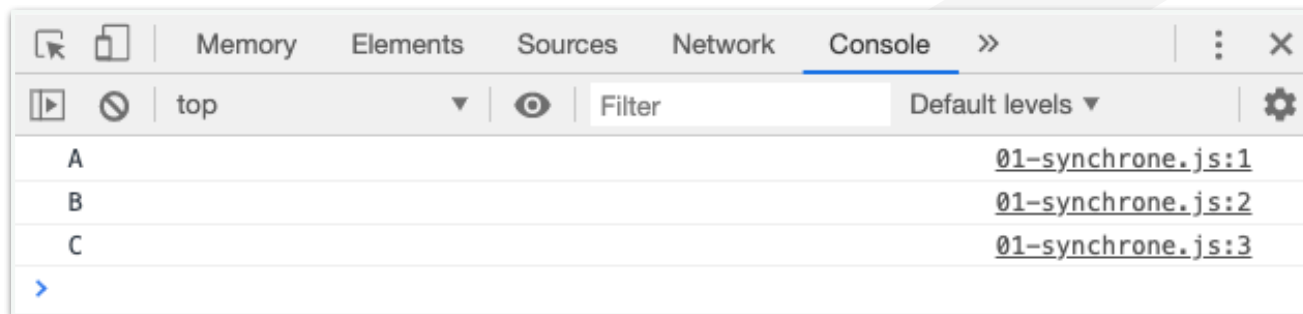 Memory Elements Sources Network Console »
top Filter Default levels
A 01-synchrone.js:1
B 01-synchrone.js:2
C 01-synchrone.js:3
>